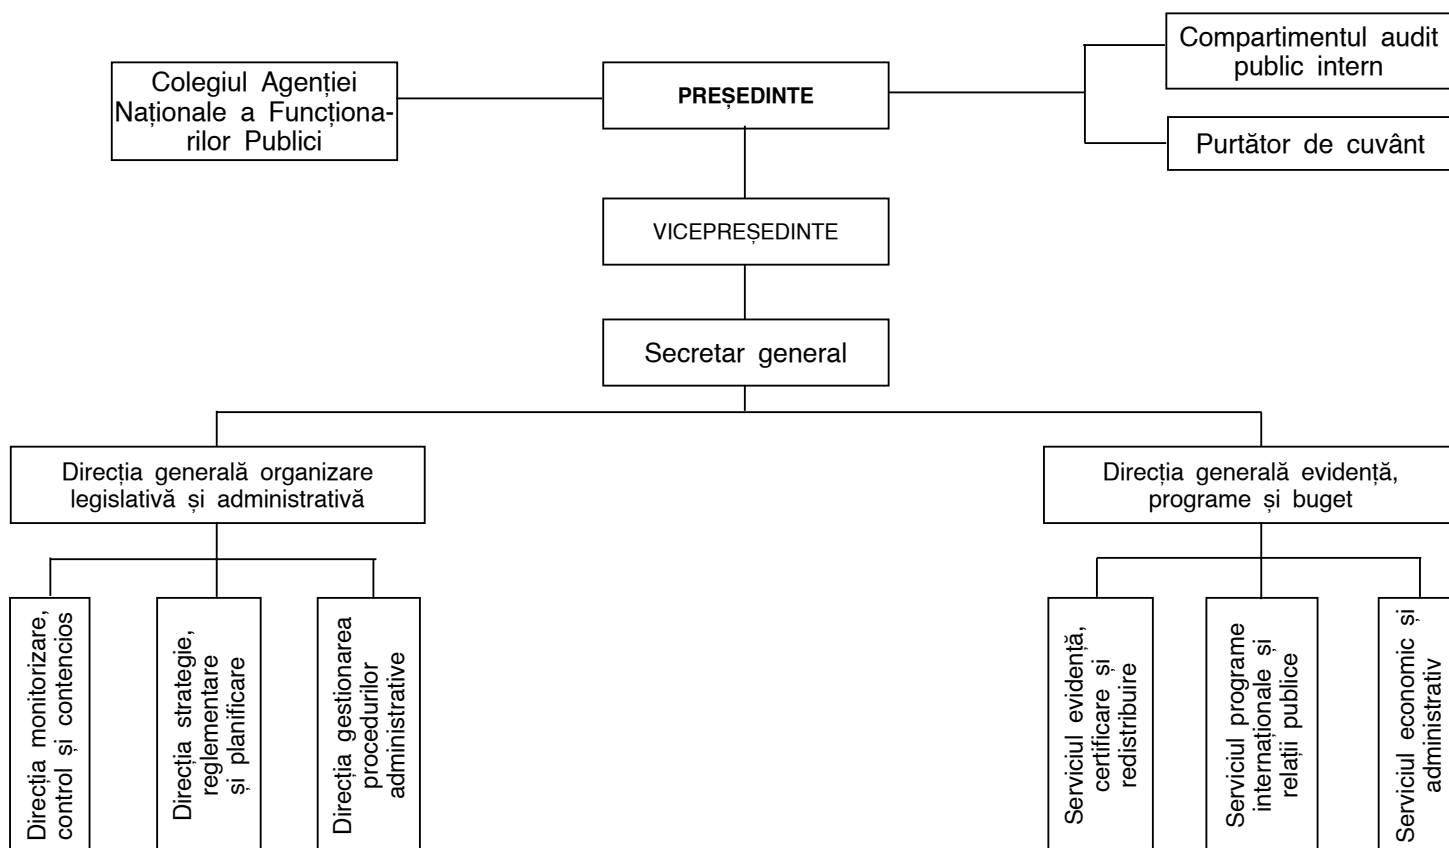 Compartimentul audit
public intern
Colegiul Agenției
Naționale a Funcționa-
rilor Publici
PREȘEDINTE
Purtător de cuvânt
VICEPREȘEDINTE
Secretar general
Direcția generală organizare
legislativă și administrativă
Direcția generală evidență,
programe și buget
Direcția monitorizare,
control și contencios
Direcția strategie,
reglementare
și planificare
Direcția gestionarea
procedurilor
administrative
Serviciul evidență,
certificare și
redistribuire
Serviciul programe
internaționale și
relații publice
Serviciul economic și
administrativ